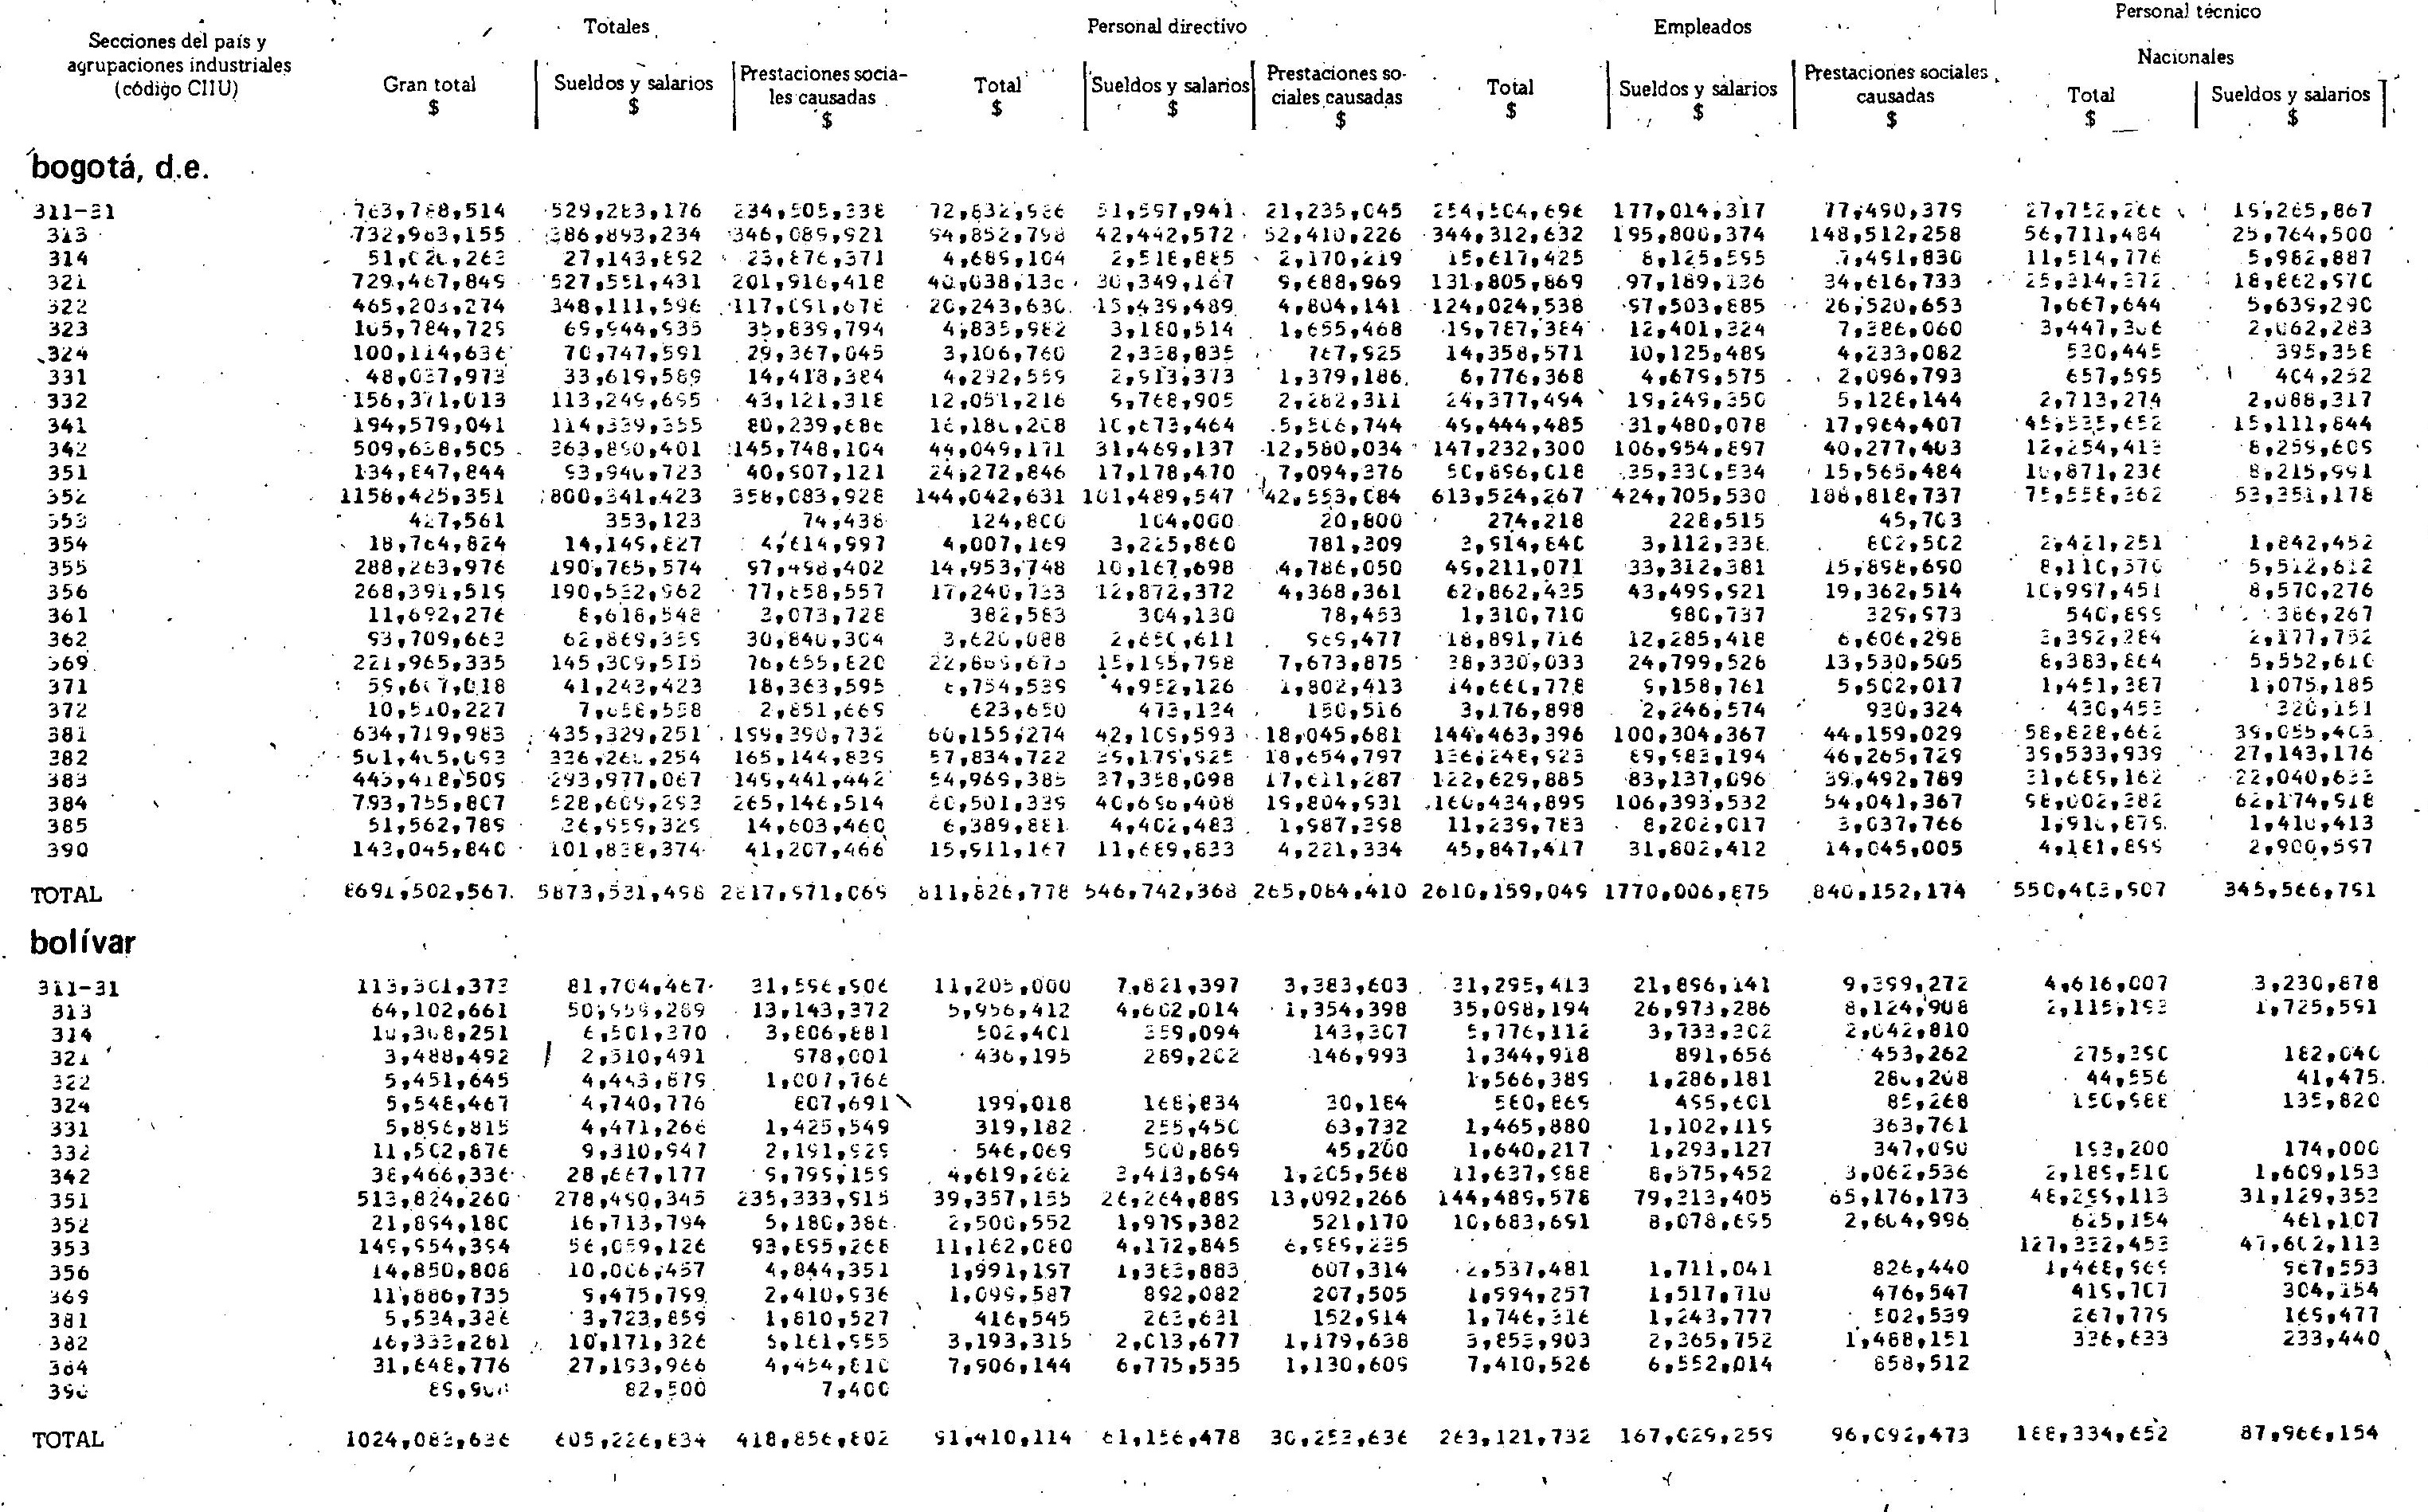 Personal técnico
Totales Personal directivo Empleados
Secciones del país y agrupaciones industriales (código CIIU) Nacionales
Gran total $ Sueldos y salarios $ Prestaciones socia-les causadas $ Total $ Sueldos y salarios $ Prestaciones so-ciales causadas $ Total $ Sueldos y salarios $ Prestaciones sociales causadas $ Total $ Sueldos y salarios $
bogotá, d.e.
311-31 763,788,514 529,283,176 234,505,338 72,832,986 51,597,941 21,235,045 254,504,696 177,014,317 77,490,379 27,752,266 19,265,867
313 732,983,155 386,893,234 346,089,921 94,852,798 42,442,572 52,410,226 344,312,632 195,800,374 148,512,258 56,711,484 25,764,500
314 51,020,263 27,143,892 23,876,371 4,689,104 2,518,885 2,170,219 15,617,425 8,125,595 7,491,830 11,514,776 5,982,887
321 729,467,849 527,551,431 201,916,418 40,038,136 30,349,167 9,688,969 131,805,869 97,189,136 34,616,733 25,314,372 18,862,970
322 465,203,274 348,111,596 117,091,678 20,243,630 15,439,489 4,804,141 124,024,538 97,503,885 26,520,653 7,667,644 5,639,290
323 105,784,729 69,944,935 35,839,794 4,835,982 3,180,514 1,655,468 19,787,384 12,401,324 7,386,060 3,447,306 2,062,283
324 100,114,636 70,747,591 29,367,045 3,106,760 2,338,835 767,925 14,358,571 10,125,489 4,233,082 530,445 395,358
331 48,037,973 33,619,589 14,418,384 4,292,559 2,913,373 1,379,186 6,776,368 4,679,575 2,096,793 657,595 404,252
332 156,371,013 113,249,695 43,121,318 12,051,216 9,768,905 2,282,311 24,377,494 19,249,350 5,128,144 2,713,274 2,088,317
341 194,579,041 114,339,355 80,239,686 16,180,208 10,673,464 5,506,744 49,444,485 31,480,078 17,964,407 45,535,652 15,111,844
342 509,638,505 363,890,401 145,748,104 44,049,171 31,469,137 12,580,034 147,232,300 106,954,897 40,277,403 12,254,413 8,259,609
351 134,847,844 93,940,723 40,907,121 24,272,846 17,178,470 7,094,376 50,896,018 35,330,534 15,565,484 10,871,236 8,215,991
352 1158,425,351 800,341,423 358,083,928 144,042,631 101,489,547 42,553,084 613,524,267 424,705,530 188,818,737 75,558,362 53,351,178
353 427,561 353,123 74,438 124,800 104,000 20,800 274,218 228,515 45,703
354 18,764,824 14,149,827 4,614,997 4,007,169 3,225,860 781,309 3,914,840 3,112,338 802,502 2,421,251 1,842,452
355 288,263,976 190,765,574 97,498,402 14,953,748 10,167,698 4,786,050 49,211,071 33,312,381 15,898,690 8,110,370 5,512,612
356 268,391,519 190,532,962 77,858,557 17,240,733 12,872,372 4,368,361 62,862,435 43,499,921 19,362,514 10,997,451 8,570,276
361 11,692,276 8,618,548 3,073,728 382,583 304,130 78,453 1,310,710 980,737 329,973 540,899 386,267
362 93,709,663 62,869,359 30,840,304 3,620,088 2,650,611 969,477 18,891,716 12,285,418 6,606,298 3,392,284 2,177,752
369 221,965,335 145,309,515 76,655,820 22,869,673 15,195,798 7,673,875 38,330,033 24,799,528 13,530,505 8,383,864 5,552,610
371 59,607,018 41,243,423 18,363,595 6,754,539 4,952,126 1,802,413 14,660,778 9,158,761 5,502,017 1,451,387 1,075,185
372 10,510,227 7,658,558 2,851,669 623,650 473,134 150,516 3,176,898 2,246,574 930,324 430,453 320,151
381 634,719,983 435,329,251 199,390,732 60,155,274 42,109,593 18,045,681 144,463,396 100,304,367 44,159,029 58,828,662 39,055,403
382 501,405,093 336,260,254 165,144,839 57,834,722 39,179,925 18,654,797 136,248,923 89,983,194 46,265,729 39,533,939 27,143,176
383 443,418,509 293,977,067 149,441,442 54,969,385 37,358,098 17,611,287 122,629,885 83,137,096 39,492,789 31,689,162 22,040,633
384 793,755,807 528,609,293 265,146,514 60,501,339 40,696,408 19,804,931 160,434,899 106,393,532 54,041,367 98,002,382 62,174,918
385 51,562,789 36,959,329 14,603,460 6,389,881 4,402,483 1,987,398 11,239,783 8,202,017 3,037,766 1,910,879 1,410,413
390 143,045,840 101,838,374 41,207,466 15,911,167 11,689,833 4,221,334 45,847,417 31,802,412 14,045,005 4,181,899 2,900,597
TOTAL 8691,502,567 5873,531,498 2817,971,069 811,826,778 546,742,368 265,084,410 2610,159,049 1770,006,875 840,152,174 550,403,907 345,566,791
bolívar
311-31 113,301,373 81,704,467 31,596,906 11,205,000 7,821,397 3,383,603 31,295,413 21,896,141 9,399,272 4,616,007 3,230,878
313 64,102,661 50,959,289 13,143,372 5,956,412 4,602,014 1,354,398 35,098,194 26,973,286 8,124,908 2,115,193 1,725,591
314 10,308,251 6,501,370 3,806,881 502,401 359,094 143,307 5,776,112 3,733,302 2,042,810
321 3,488,492 2,510,491 978,001 436,195 289,202 146,993 1,344,918 891,656 453,262 275,390 182,040
322 5,451,645 4,443,879 1,007,766 1,566,389 1,286,181 280,208 44,556 41,475
324 5,548,467 4,740,776 807,691 199,018 168,834 30,184 580,869 495,601 85,268 150,988 135,820
331 5,896,815 4,471,266 1,425,549 319,182 255,450 63,732 1,465,880 1,102,119 363,761
332 11,502,876 9,310,947 2,191,929 546,069 500,869 45,200 1,640,217 1,293,127 347,090 193,200 174,000
342 38,466,336 28,667,177 9,799,159 4,619,262 3,413,694 1,205,568 11,637,988 8,575,452 3,062,536 2,189,510 1,609,153
351 513,824,260 278,490,345 235,333,915 39,357,155 26,264,889 13,092,266 144,489,578 79,313,405 65,176,173 48,299,113 31,129,352
352 21,894,180 16,713,794 5,180,386 2,500,552 1,979,382 521,170 10,683,691 8,078,695 2,604,996 625,154 461,107
353 149,954,394 56,059,126 93,895,268 11,162,080 4,172,845 6,989,235 127,332,453 47,602,113
356 14,850,808 10,006,457 4,844,351 1,991,197 1,383,883 607,314 2,537,481 1,711,041 826,440 1,468,969 967,553
369 11,886,735 9,475,799 2,410,936 1,099,587 892,082 207,505 1,994,257 1,517,710 476,547 419,707 304,154
381 5,534,386 3,723,859 1,810,527 416,545 263,631 152,914 1,746,316 1,243,777 502,539 267,779 169,477
382 16,333,281 10,171,326 6,161,955 3,193,315 2,013,677 1,179,638 3,853,903 2,365,752 1,488,151 336,633 233,440
384 31,648,776 27,193,966 4,454,810 7,906,144 6,775,535 1,130,609 7,410,526 6,552,014 858,512
390 89,900 82,500 7,400
TOTAL 1024,083,636 605,226,834 418,856,802 91,410,114 61,156,478 30,253,636 263,121,732 167,029,259 96,092,473 188,334,652 87,966,154